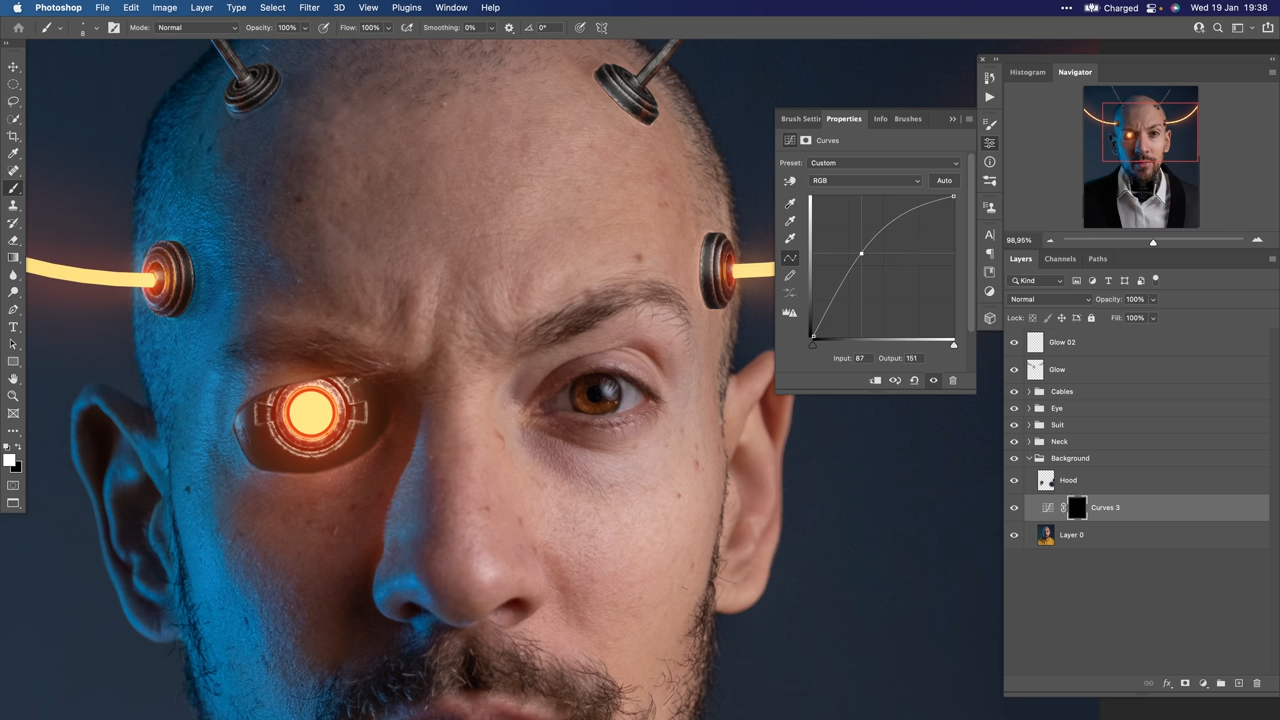 Photoshop File Edit Image Layer Type Select Filter 3D View Plugins Window Help Charged Wed 19 Jan 19:38
8 Mode: Normal Opacity: 100% Flow: 100% Smoothing: 0% 0°
Histogram Navigator
Brush Settir Properties Info Brushes
Curves
Preset: Custom
RGB Auto
98,95%
Layers Channels Paths
Kind
Normal Opacity: 100%
Lock: Fill: 100%
Glow 02
Input: 87 Output: 151
Glow
Cables
Eye
Suit
Neck
Background
Hood
Curves 3
Layer 0